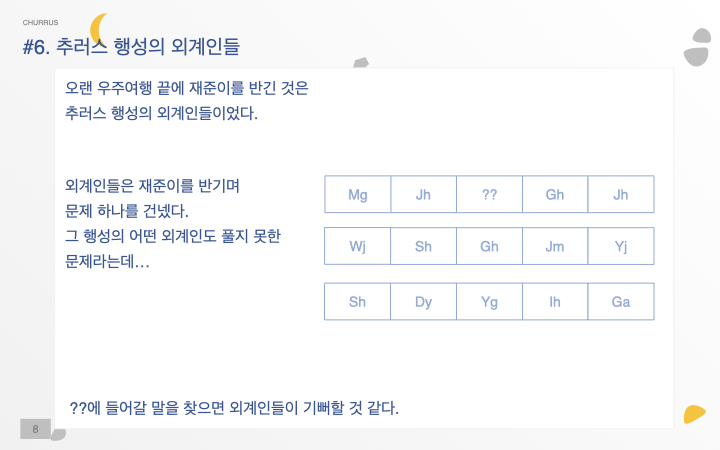 CHURRUS
#6. 추러스 행성의 외계인들
오랜 우주여행 끝에 재준이를 반긴 것은
추러스 행성의 외계인들이었다.
외계인들은 재준이를 반기며
문제 하나를 건넸다.
그 행성의 어떤 외계인도 풀지 못한
문제라는데...
Mg Jh ?? Gh Jh
Wj Sh Gh Jm Yj
Sh Dy Yg Ih Ga
??에 들어갈 말을 찾으면 외계인들이 기뻐할 것 같다.
8